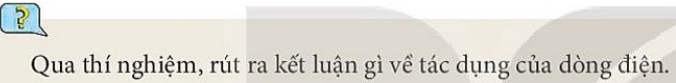 Qua thí nghiệm, rút ra kết luận gì về tác dụng của dòng điện.